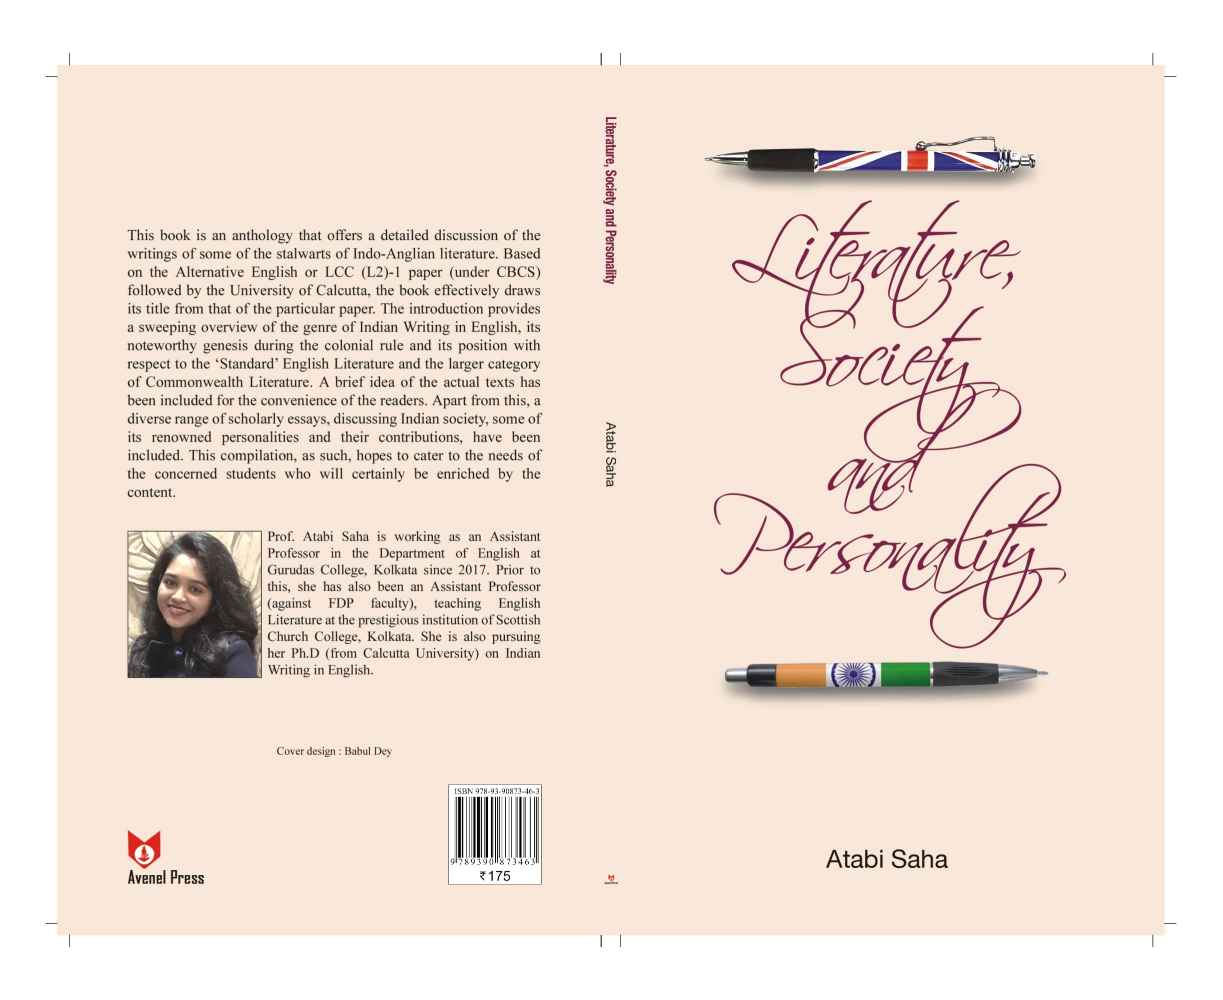 This book is an anthology that offers a detailed discussion of the
writings of some of the stalwarts of Indo-Anglian literature. Based
on the Alternative English or LCC (L2)-1 paper (under CBCS)
followed by the University of Calcutta, the book effectively draws
its title from that of the particular paper. The introduction provides
a sweeping overview of the genre of Indian Writing in English, its
noteworthy genesis during the colonial rule and its position with
respect to the ‘Standard’ English Literature and the larger category
of Commonwealth Literature. A brief idea of the actual texts has
been included for the convenience of the readers. Apart from this, a
diverse range of scholarly essays, discussing Indian society, some of
its renowned personalities and their contributions, have been
included. This compilation, as such, hopes to cater to the needs of
the concerned students who will certainly be enriched by the
content.
Prof. Atabi Saha is working as an Assistant
Professor in the Department of English at
Gurudas College, Kolkata since 2017. Prior to
this, she has also been an Assistant Professor
(against FDP faculty), teaching English
Literature at the prestigious institution of Scottish
Church College, Kolkata. She is also pursuing
her Ph.D (from Calcutta University) on Indian
Writing in English.
Cover design : Babul Dey
Avenel Press
ISBN 978-93-90873-46-3
9 789390 873463
₹ 175
Literature, Society and Personality
Atabi Saha
Literature,
Society
and
Personality
Atabi Saha